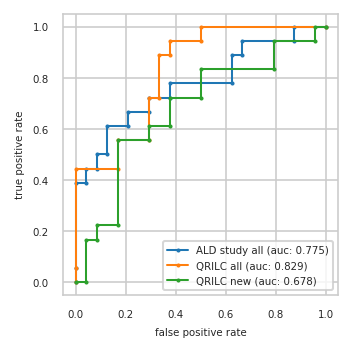 1.0
0.8
0.6
0.4
0.2
0.0
true positive rate
ALD study all (auc: 0.775)
QRILC all (auc: 0.829)
QRILC new (auc: 0.678)
0.0 0.2 0.4 0.6 0.8 1.0
false positive rate